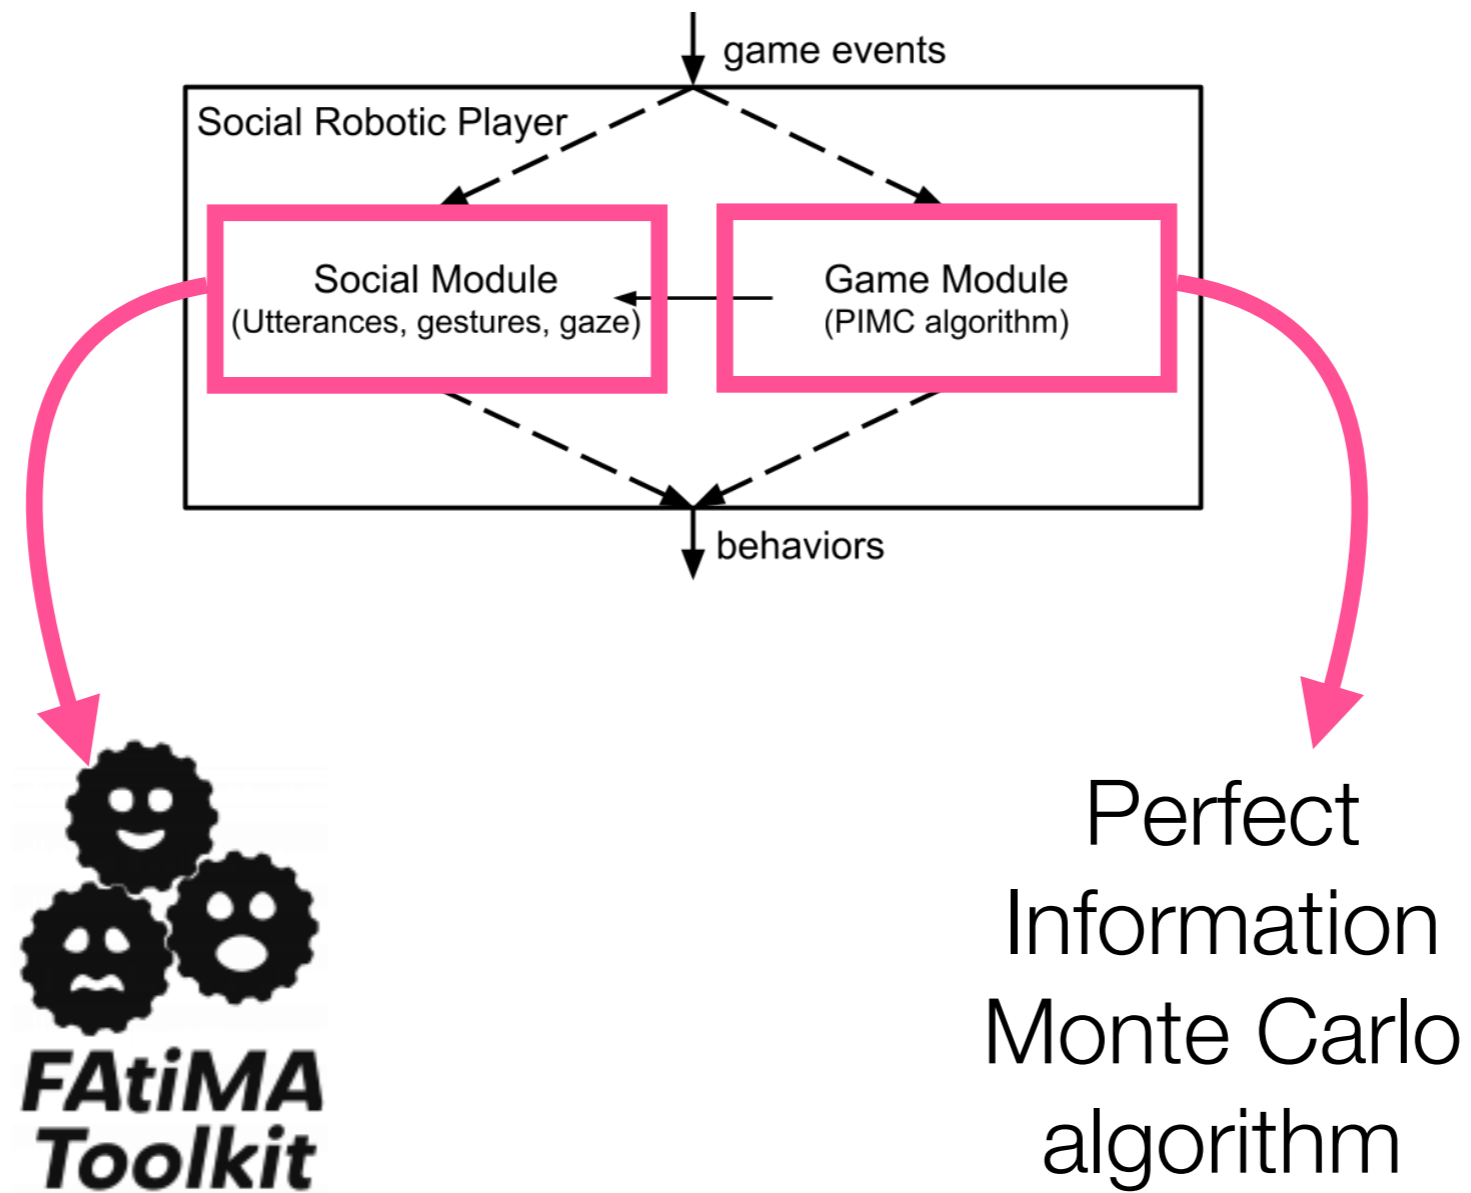 game events
Social Robotic Player
Social Module
(Utterances, gestures, gaze)
Game Module
(PIMC algorithm)
behaviors
FAtiMA
Toolkit
Perfect
Information
Monte Carlo
algorithm